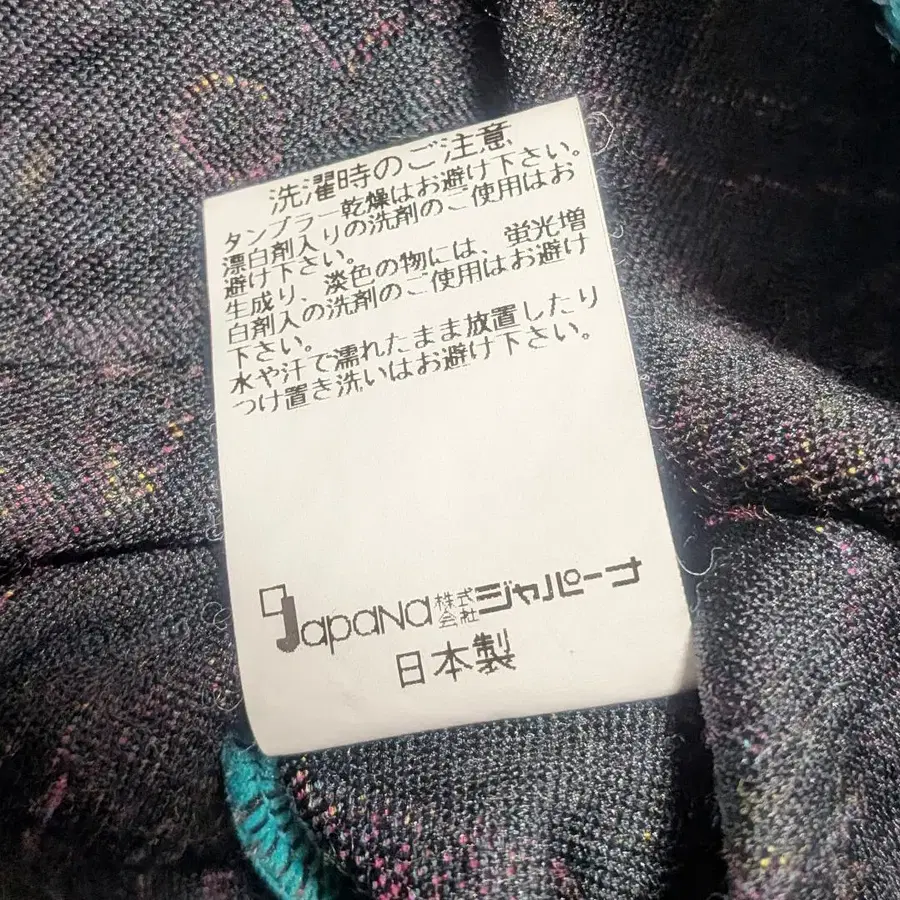 洗濯時のご注意
タンブラー乾燥はお避け下さい。
漂白剤入りの洗剤のご使用はお
避け下さい。
生成り、淡色の物には、蛍光増
白剤入の洗剤のご使用はお避け
下さい。
水や汗で濡れたまま放置したり
つけ置き洗いはお避け下さい。
Japana 株式会社 ジャパーナ
日本製